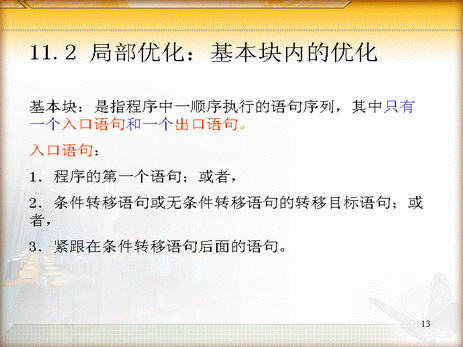 11.2 局部优化：基本块内的优化
基本块：是指程序中一顺序执行的语句序列，其中只有
一个入口语句和一个出口语句。
入口语句：
1．程序的第一个语句；或者，
2．条件转移语句或无条件转移语句的转移目标语句；或
者，
3．紧跟在条件转移语句后面的语句。
13